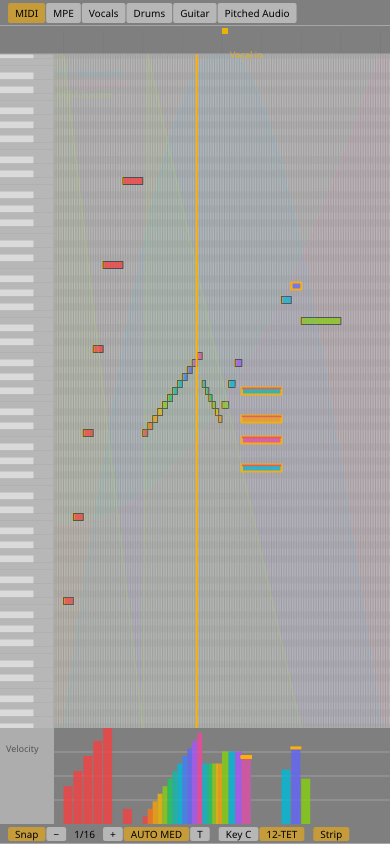 MIDI MPE Vocals Drums Guitar Pitched Audio
Velocity
Snap − 1/16 + AUTO MED T Key C 12-TET Strip